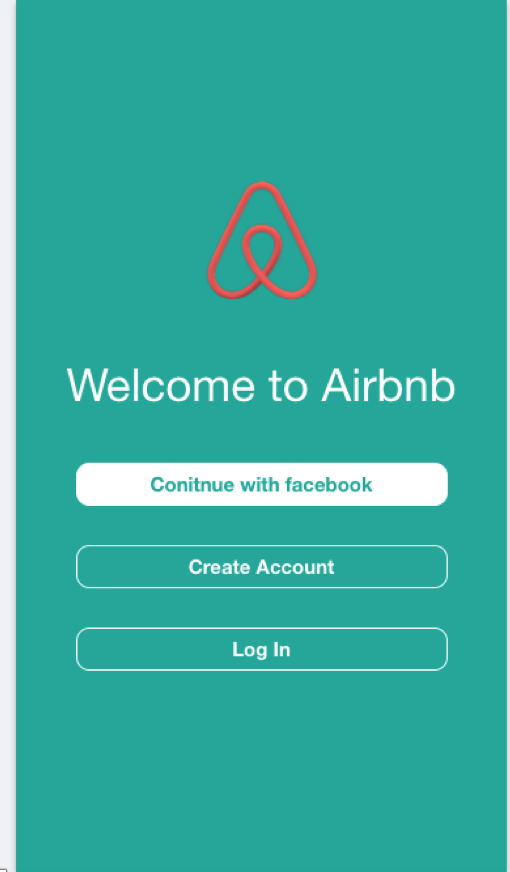 Welcome to Airbnb
Conitnue with facebook
Create Account
Log In